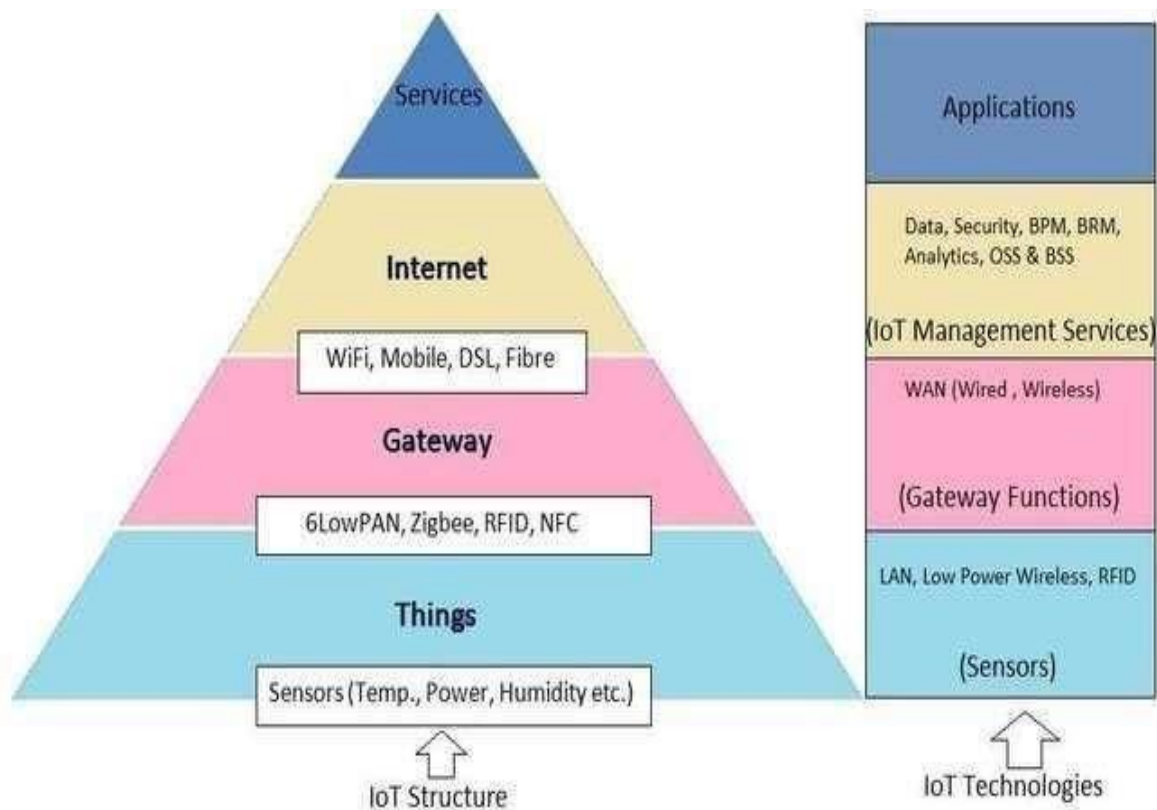 Services
Internet
WiFi, Mobile, DSL, Fibre
Gateway
6LowPAN, Zigbee, RFID, NFC
Things
Sensors (Temp., Power, Humidity etc.)
IoT Structure
Applications
Data, Security, BPM, BRM,
Analytics, OSS & BSS
(IoT Management Services)
WAN (Wired , Wireless)
(Gateway Functions)
LAN, Low Power Wireless, RFID
(Sensors)
IoT Technologies